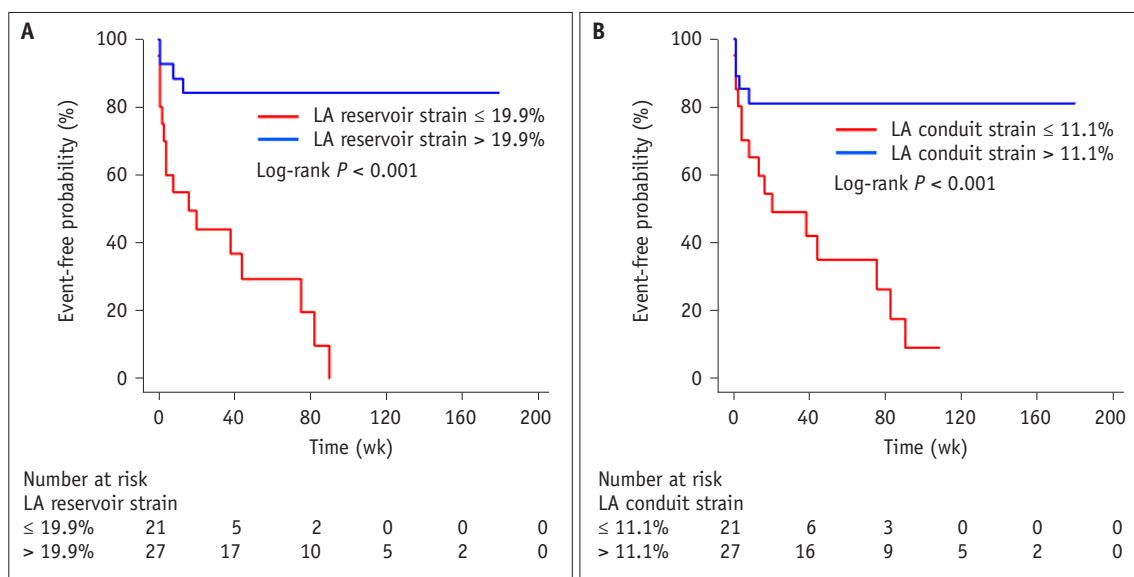 A
100
80
60
40
20
0
Event-free probability (%)
LA reservoir strain ≤ 19.9%
LA reservoir strain > 19.9%
Log-rank P < 0.001
0 40 80 120 160 200
Time (wk)
Number at risk
LA reservoir strain
≤ 19.9% 21 5 2 0 0 0
> 19.9% 27 17 10 5 2 0
B
100
80
60
40
20
0
Event-free probability (%)
LA conduit strain ≤ 11.1%
LA conduit strain > 11.1%
Log-rank P < 0.001
0 40 80 120 160 200
Time (wk)
Number at risk
LA conduit strain
≤ 11.1% 21 6 3 0 0 0
> 11.1% 27 16 9 5 2 0